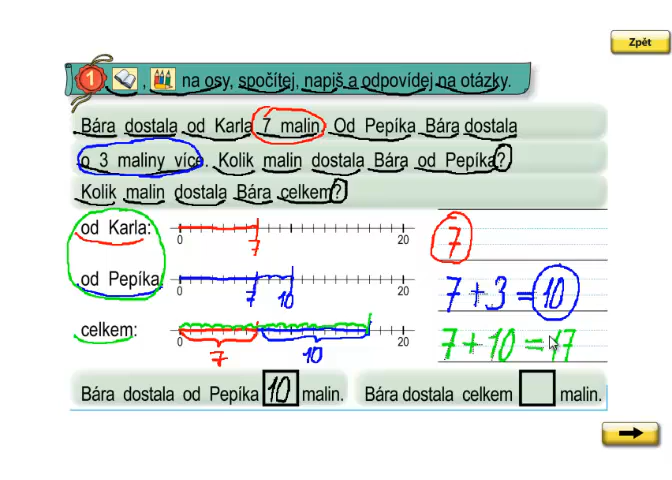 Zpět
1 , na osy, spočítej, napiš a odpovídej na otázky.
Bára dostala od Karla 7 malin. Od Pepíka Bára dostala
o 3 maliny více. Kolik malin dostala Bára od Pepíka?
Kolik malin dostala Bára celkem?
od Karla: 0 7 20 7
od Pepíka 0 7 10 20 7 + 3 = 10
celkem: 0 20 7 + 10 = 17
7 10
Bára dostala od Pepíka 10 malin. Bára dostala celkem malin.